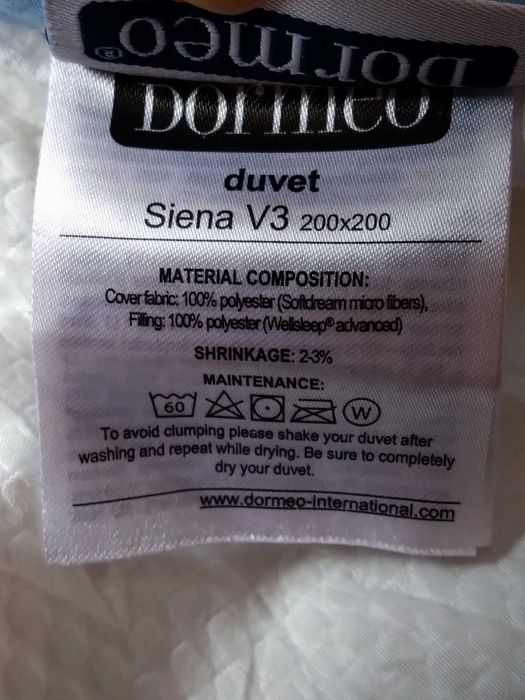 Dormeo®
Dormeo
duvet
Siena V3 200x200
MATERIAL COMPOSITION:
Cover fabric: 100% polyester (Softdream micro fibers),
Filling: 100% polyester (Wellsleep® advanced)
SHRINKAGE: 2-3%
MAINTENANCE:
60 W
To avoid clumping please shake your duvet after
washing and repeat while drying. Be sure to completely
dry your duvet.
www.dormeo-international.com